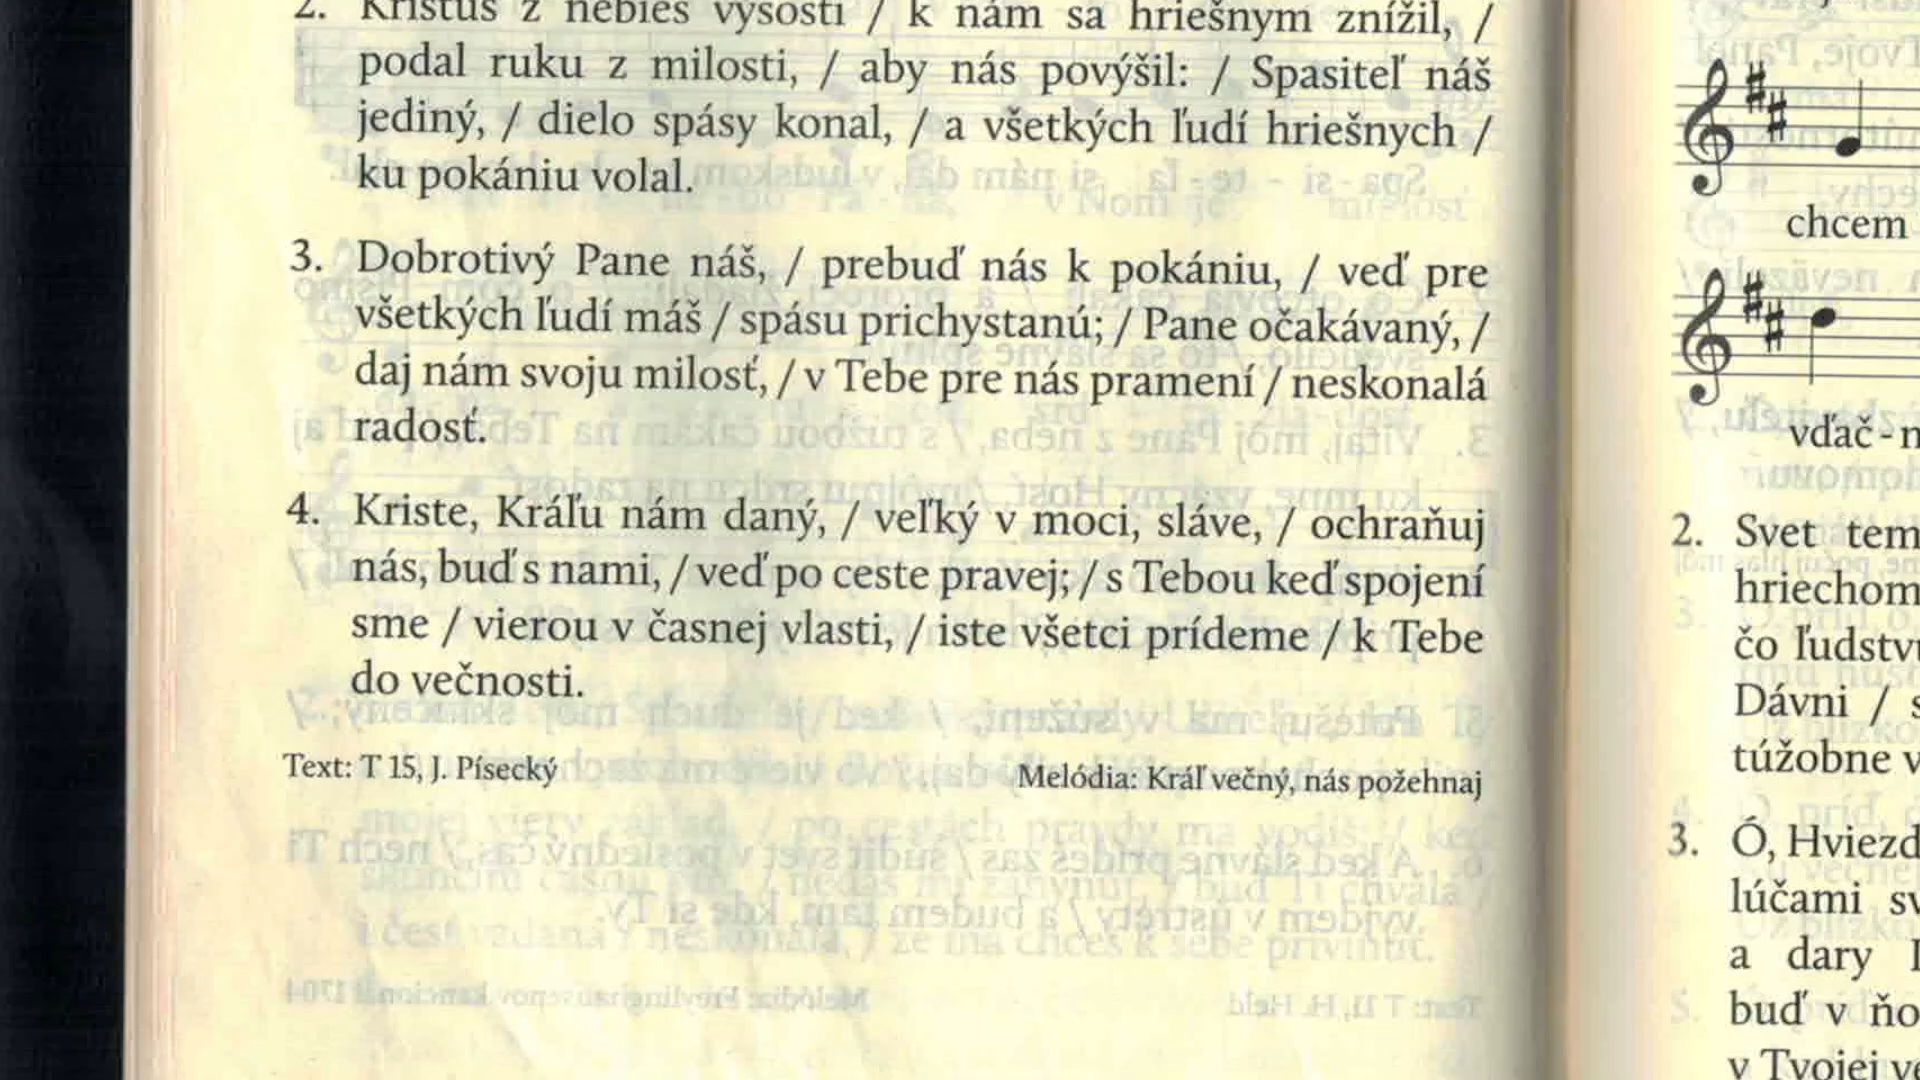 2. Kristus z nebies výsosti / k nám sa hriešnym znížil, /
podal ruku z milosti, / aby nás povýšil: / Spasiteľ náš
jediný, / dielo spásy konal, / a všetkých ľudí hriešnych /
ku pokániu volal.
3. Dobrotivý Pane náš, / prebuď nás k pokániu, / veď pre
všetkých ľudí máš / spásu prichystanú; / Pane očakávaný, /
daj nám svoju milosť, / v Tebe pre nás pramení / neskonalá
radosť.
4. Kriste, Kráľu nám daný, / veľký v moci, sláve, / ochraňuj
nás, buď s nami, / veď po ceste pravej; / s Tebou keď spojení
sme / vierou v časnej vlasti, / iste všetci prídeme / k Tebe
do večnosti.
Text: T 15, J. Písecký
Melódia: Kráľ večný, nás požehnaj
chcem
vďač-n
2. Svet tem
hriechom
čo ľudstvu
Dávni / s
túžobne v
3. Ó, Hviezd
lúčami sv
a dary
buď v ňo
v Tvojej ve